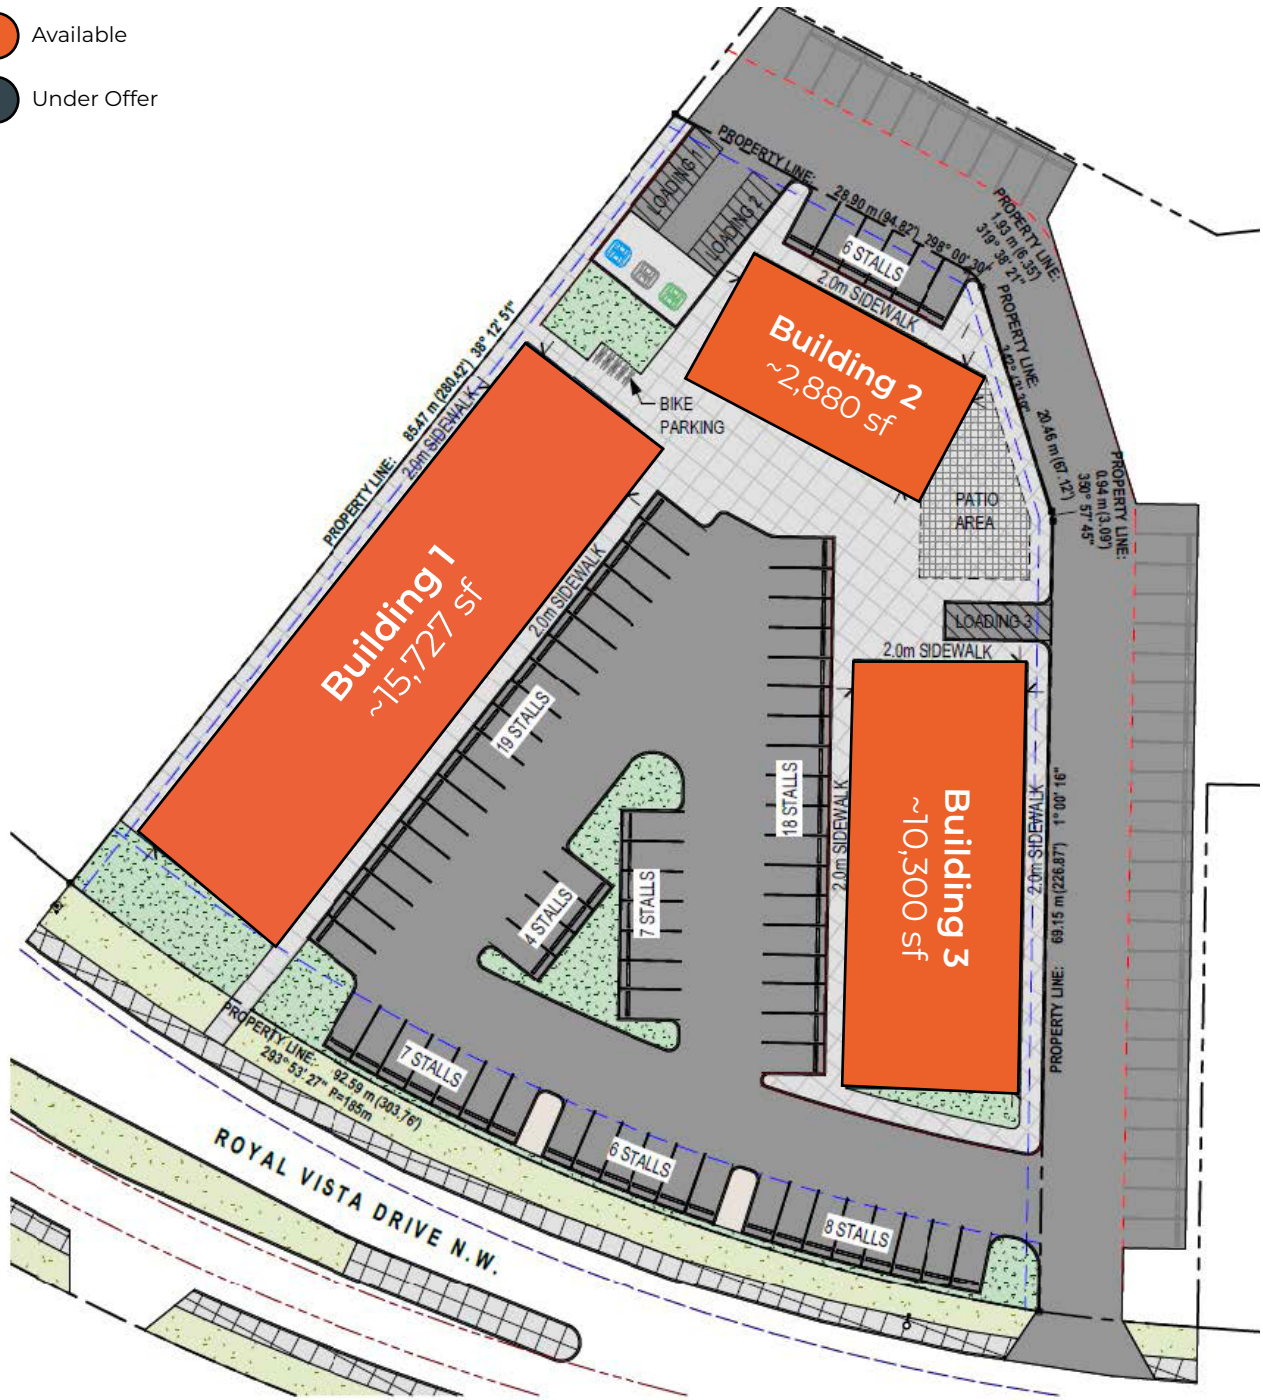 Available
Under Offer
PROPERTY LINE:
28.90 m (94.82') 298° 00' 30"
PROPERTY LINE:
1.93 m (6.35')
319° 38' 21"
LOADING 1
LOADING 2
6 STALLS
2.0m SIDEWALK
Building 2
~2,880 sf
PROPERTY LINE:
20.46 m (67.12')
PROPERTY LINE:
0.94 m (3.09')
350° 57' 45"
PROPERTY LINE: 85.47 m (280.42') 38° 12' 51"
2.0m SIDEWALK
BIKE
PARKING
PATIO
AREA
Building 1
~15,727 sf
2.0m SIDEWALK
LOADING 3
2.0m SIDEWALK
19 STALLS
18 STALLS
2.0m SIDEWALK
Building 3
~10,300 sf
2.0m SIDEWALK
PROPERTY LINE: 69.15 m (226.87') 1° 00' 16"
4 STALLS
7 STALLS
PROPERTY LINE: 92.59 m (303.76')
293° 53' 27" R=185m
7 STALLS
6 STALLS
8 STALLS
ROYAL VISTA DRIVE N.W.